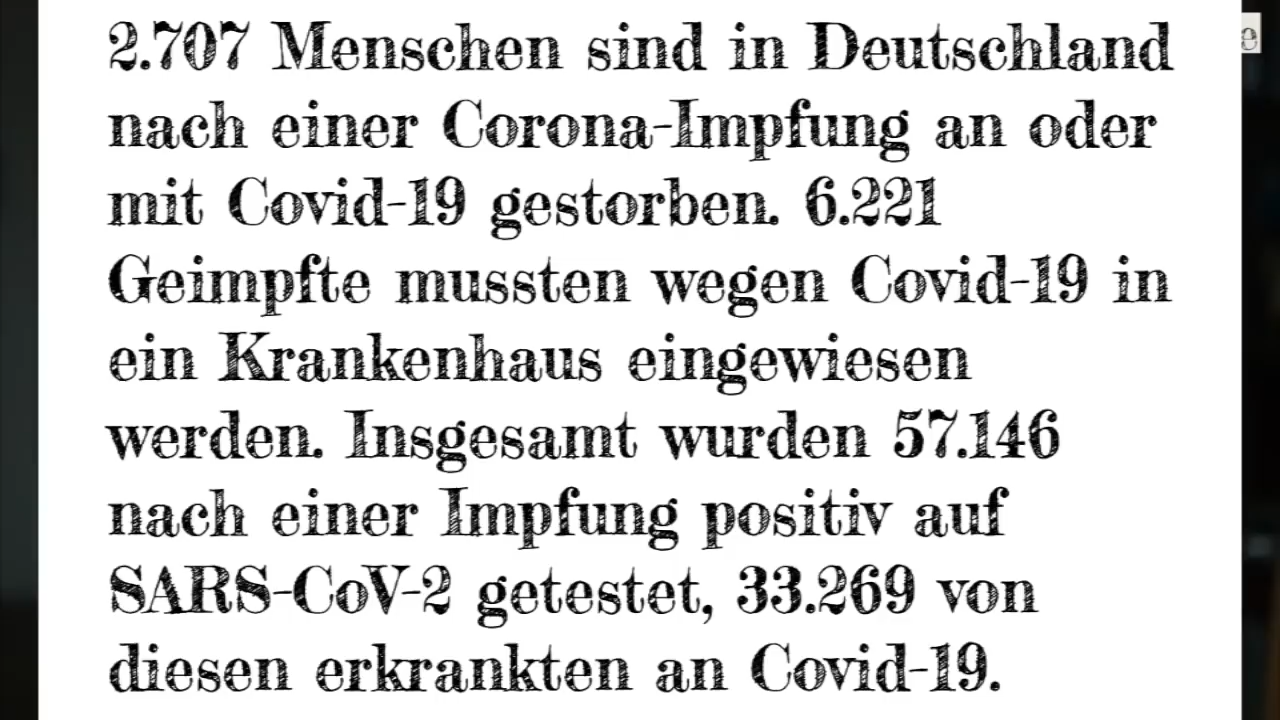 2.707 Menschen sind in Deutschland
nach einer Corona-Impfung an oder
mit Covid-19 gestorben. 6.221
Geimpfte mussten wegen Covid-19 in
ein Krankenhaus eingewiesen
werden. Insgesamt wurden 57.146
nach einer Impfung positiv auf
SARS-CoV-2 getestet, 33.269 von
diesen erkrankten an Covid-19.